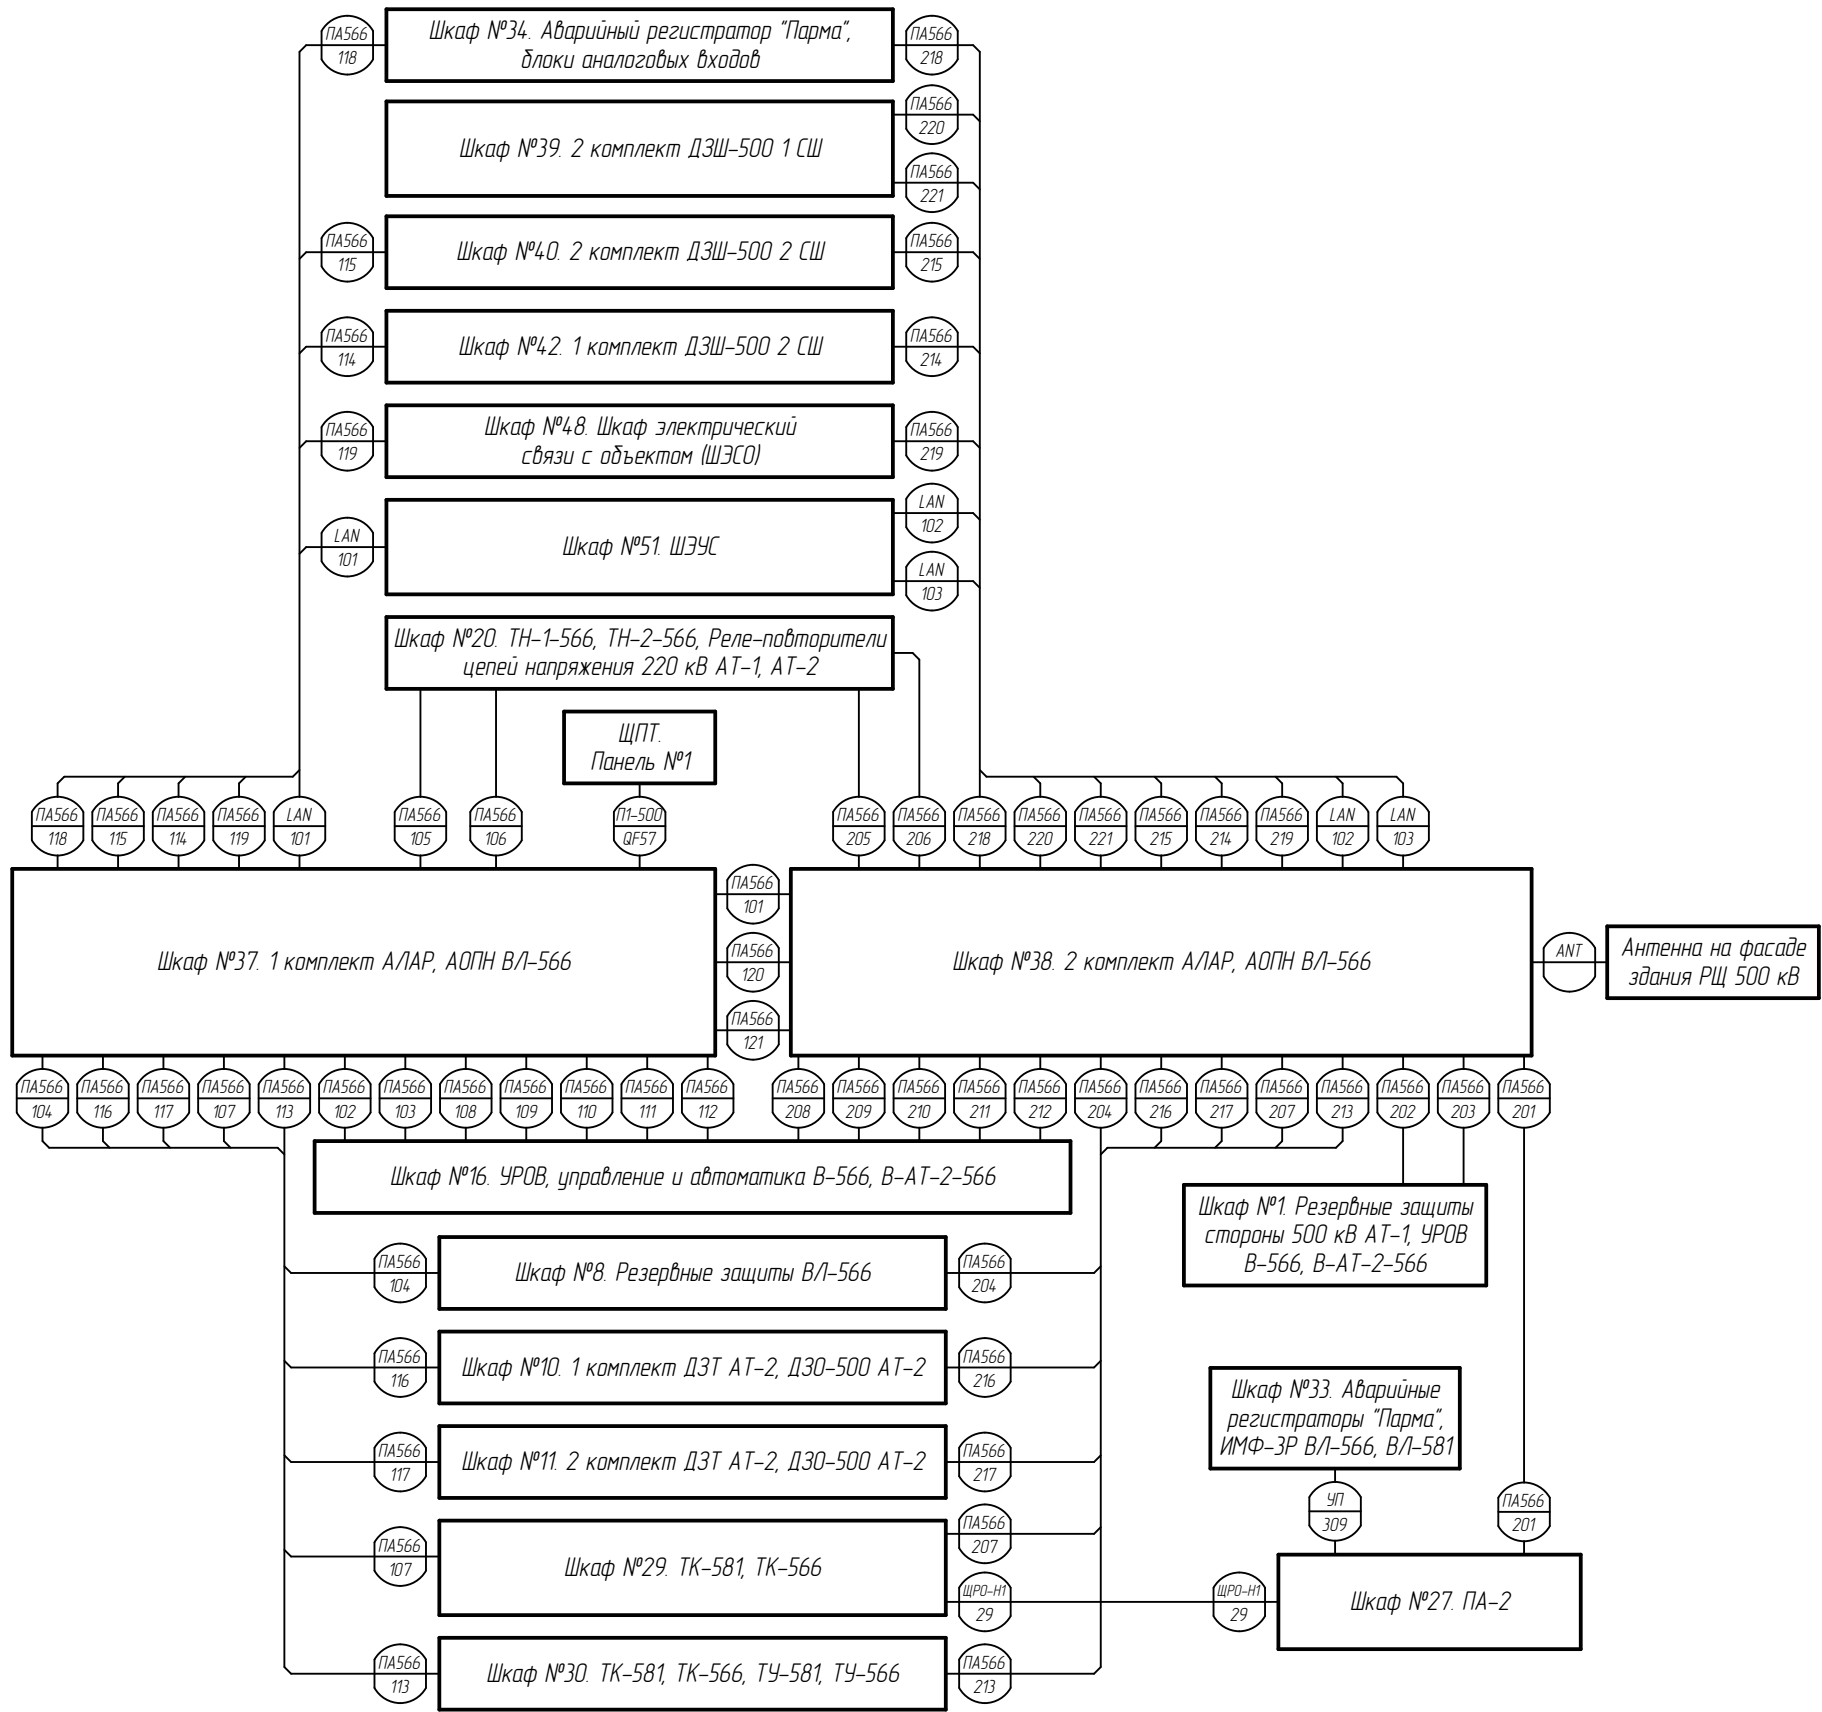 ПА566
118
Шкаф №34. Аварийный регистратор "Парма",
блоки аналоговых входов
ПА566
218
ПА566
220
Шкаф №39. 2 комплект ДЗШ-500 1 СШ
ПА566
221
ПА566
115
Шкаф №40. 2 комплект ДЗШ-500 2 СШ
ПА566
215
ПА566
114
Шкаф №42. 1 комплект ДЗШ-500 2 СШ
ПА566
214
ПА566
119
Шкаф №48. Шкаф электрический
связи с объектом (ШЭСО)
ПА566
219
LAN
102
LAN
101
Шкаф №51. ШЭУС
LAN
103
Шкаф №20. ТН-1-566, ТН-2-566, Реле-повторители
цепей напряжения 220 кВ АТ-1, АТ-2
ЩПТ.
Панель №1
ПА566
118
ПА566
115
ПА566
114
ПА566
119
LAN
101
ПА566
105
ПА566
106
П1-500
QF57
ПА566
205
ПА566
206
ПА566
218
ПА566
220
ПА566
221
ПА566
215
ПА566
214
ПА566
219
LAN
102
LAN
103
Шкаф №37. 1 комплект АЛАР, АОПН ВЛ-566
ПА566
101
ПА566
120
ПА566
121
Шкаф №38. 2 комплект АЛАР, АОПН ВЛ-566
ANT
Антенна на фасаде
здания РЩ 500 кВ
ПА566
104
ПА566
116
ПА566
117
ПА566
107
ПА566
113
ПА566
102
ПА566
103
ПА566
108
ПА566
109
ПА566
110
ПА566
111
ПА566
112
ПА566
208
ПА566
209
ПА566
210
ПА566
211
ПА566
212
ПА566
204
ПА566
216
ПА566
217
ПА566
207
ПА566
213
ПА566
202
ПА566
203
ПА566
201
Шкаф №16. УРОВ, управление и автоматика В-566, В-АТ-2-566
Шкаф №1. Резервные защиты
стороны 500 кВ АТ-1, УРОВ
В-566, В-АТ-2-566
ПА566
104
Шкаф №8. Резервные защиты ВЛ-566
ПА566
204
ПА566
116
Шкаф №10. 1 комплект ДЗТ АТ-2, ДЗО-500 АТ-2
ПА566
216
Шкаф №33. Аварийные
регистраторы "Парма",
ИМФ-3Р ВЛ-566, ВЛ-581
ПА566
117
Шкаф №11. 2 комплект ДЗТ АТ-2, ДЗО-500 АТ-2
ПА566
217
УП
309
ПА566
201
ПА566
107
Шкаф №29. ТК-581, ТК-566
ПА566
207
ЩРО-Н1
29
ЩРО-Н1
29
Шкаф №27. ПА-2
ПА566
113
Шкаф №30. ТК-581, ТК-566, ТУ-581, ТУ-566
ПА566
213